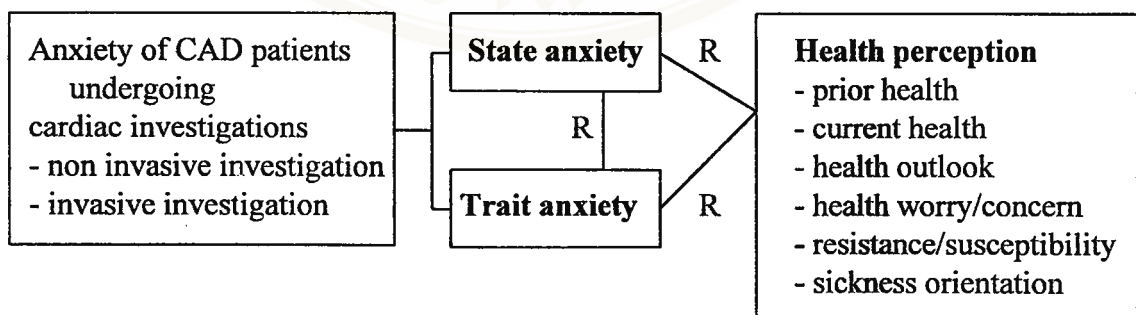 Anxiety of CAD patients
undergoing
cardiac investigations
- non invasive investigation
- invasive investigation
State anxiety
R
R
Trait anxiety
R
Health perception
- prior health
- current health
- health outlook
- health worry/concern
- resistance/susceptibility
- sickness orientation